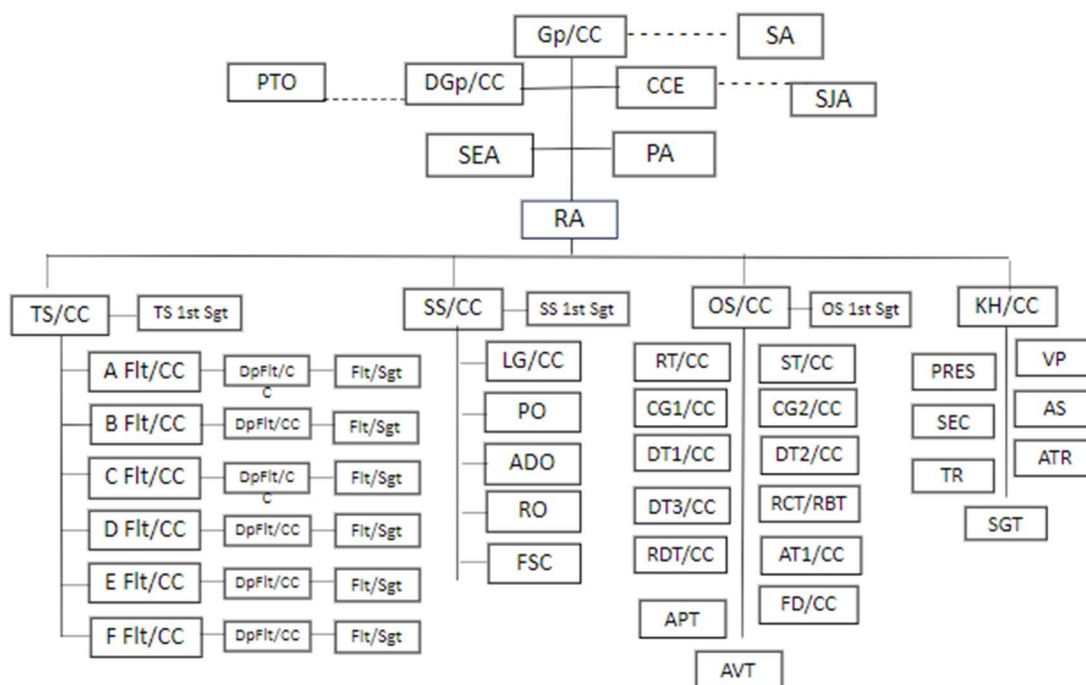 Gp/CC
SA
PTO
DGp/CC
CCE
SJA
SEA
PA
RA
TS/CC
TS 1st Sgt
SS/CC
SS 1st Sgt
OS/CC
OS 1st Sgt
KH/CC
A Flt/CC
DpFlt/C
C
Flt/Sgt
B Flt/CC
DpFlt/CC
Flt/Sgt
C Flt/CC
DpFlt/C
C
Flt/Sgt
D Flt/CC
DpFlt/CC
Flt/Sgt
E Flt/CC
DpFlt/CC
Flt/Sgt
F Flt/CC
DpFlt/CC
Flt/Sgt
LG/CC
PO
ADO
RO
FSC
RT/CC
ST/CC
CG1/CC
CG2/CC
DT1/CC
DT2/CC
DT3/CC
RCT/RBT
RDT/CC
AT1/CC
APT
FD/CC
AVT
PRES
VP
SEC
AS
TR
ATR
SGT